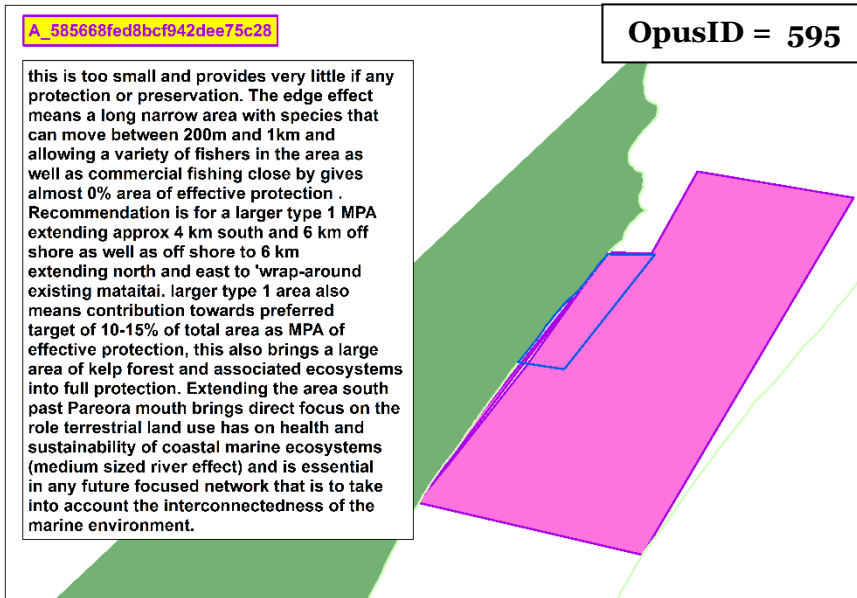 A_585668fed8bcf942dee75c28
OpusID = 595
this is too small and provides very little if any
protection or preservation. The edge effect
means a long narrow area with species that
can move between 200m and 1km and
allowing a variety of fishers in the area as
well as commercial fishing close by gives
almost 0% area of effective protection .
Recommendation is for a larger type 1 MPA
extending approx 4 km south and 6 km off
shore as well as off shore to 6 km
extending north and east to 'wrap-around
existing mataitai. larger type 1 area also
means contribution towards preferred
target of 10-15% of total area as MPA of
effective protection, this also brings a large
area of kelp forest and associated ecosystems
into full protection. Extending the area south
past Pareora mouth brings direct focus on the
role terrestrial land use has on health and
sustainability of coastal marine ecosystems
(medium sized river effect) and is essential
in any future focused network that is to take
into account the interconnectedness of the
marine environment.